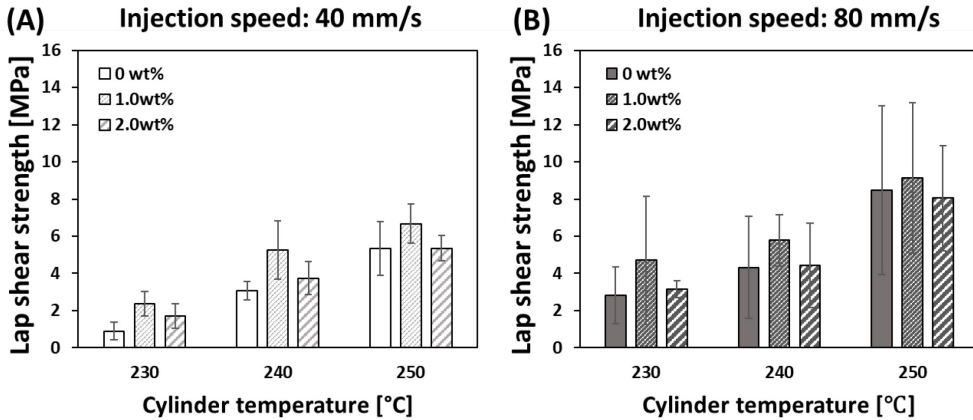 (A) Injection speed: 40 mm/s
Lap shear strength [MPa]
16
14
12
10
8
6
4
2
0
0 wt%
1.0wt%
2.0wt%
230 240 250
Cylinder temperature [°C]
(B) Injection speed: 80 mm/s
Lap shear strength [MPa]
16
14
12
10
8
6
4
2
0
0 wt%
1.0wt%
2.0wt%
230 240 250
Cylinder temperature [℃]